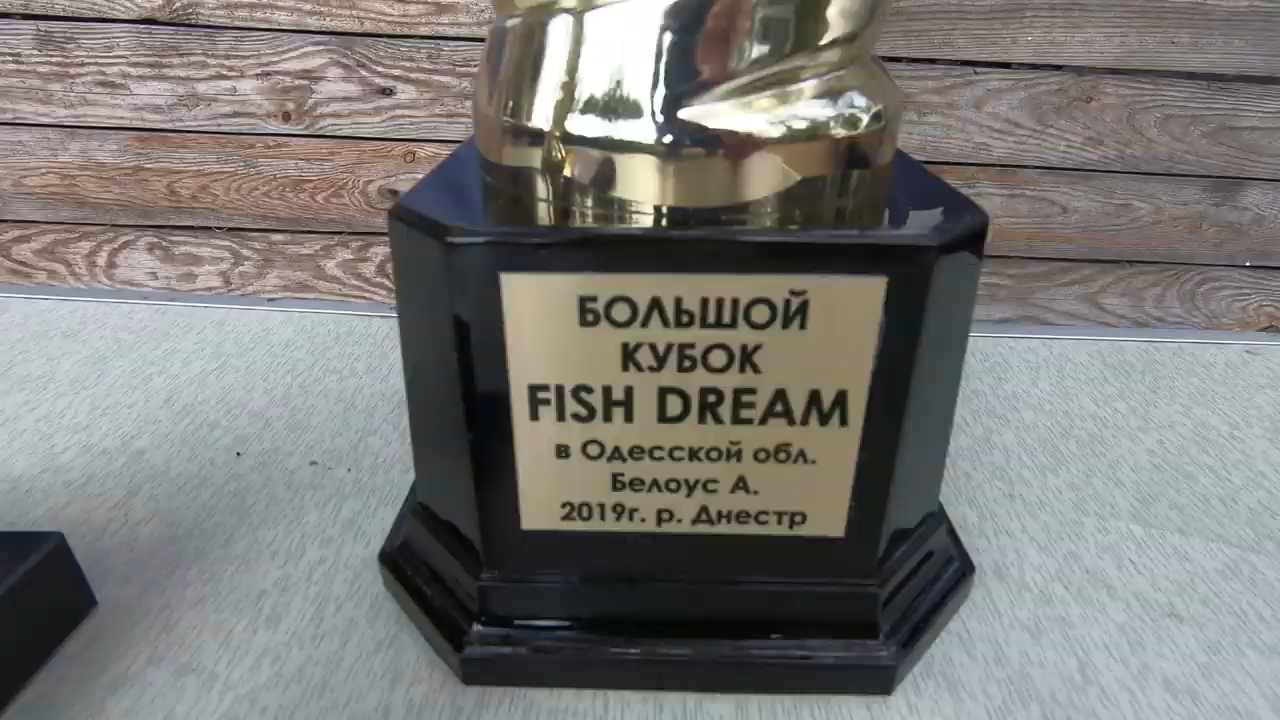 БОЛЬШОЙ
КУБОК
FISH DREAM
в Одесской обл.
Белоус А.
2019г. р. Днестр